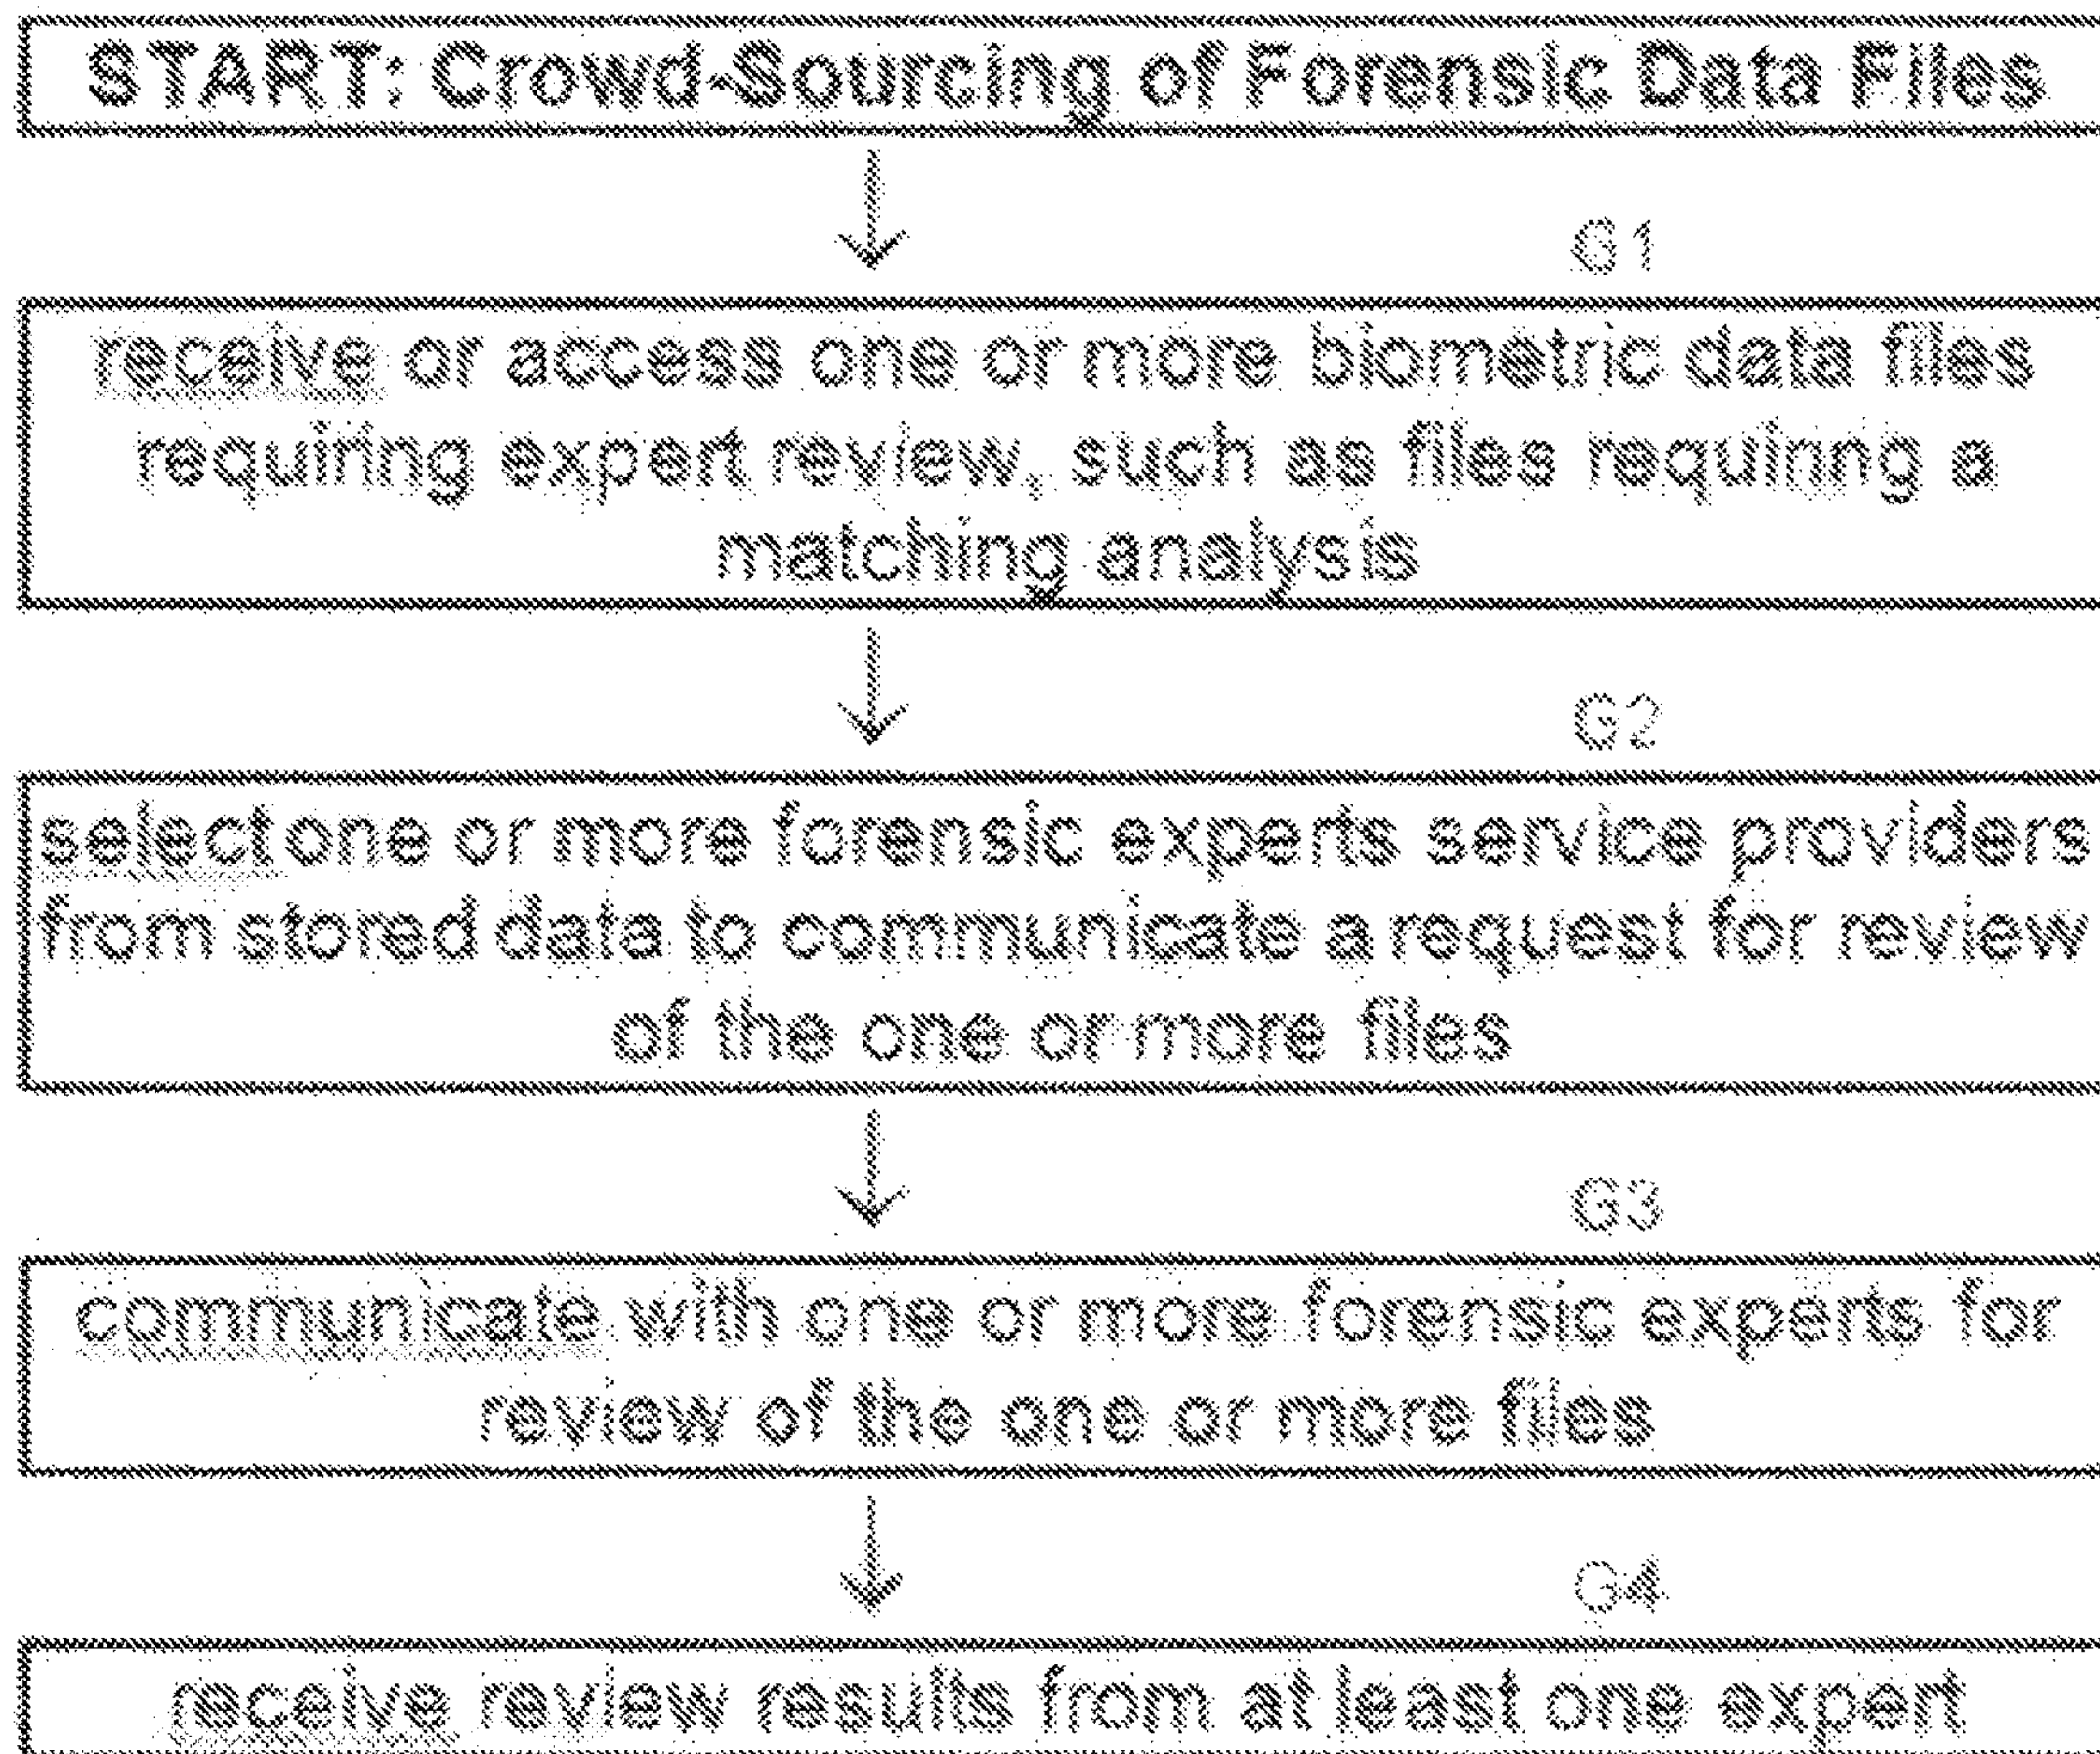 START: Crowd-Sourcing of Forensic Data Files
G1
receive or access one or more biometric data files
requiring expert review, such as files requiring a
matching analysis
G2
select one or more forensic experts service providers
from stored data to communicate a request for review
of the one or more files
G3
communicate with one or more forensic experts for
review of the one or more files
G4
receive review results from at least one expert